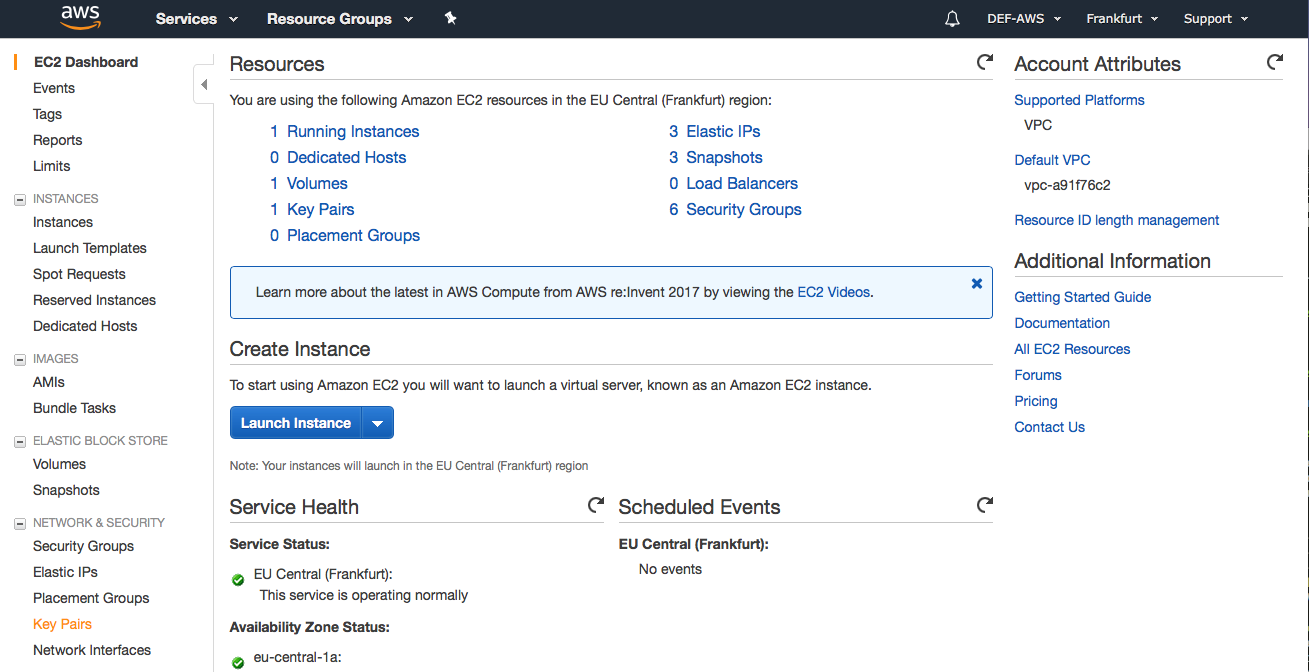 aws
Services
Resource Groups
DEF-AWS
Frankfurt
Support
EC2 Dashboard
Events
Tags
Reports
Limits
INSTANCES
Instances
Launch Templates
Spot Requests
Reserved Instances
Dedicated Hosts
IMAGES
AMIs
Bundle Tasks
ELASTIC BLOCK STORE
Volumes
Snapshots
NETWORK & SECURITY
Security Groups
Elastic IPs
Placement Groups
Key Pairs
Network Interfaces
Resources
You are using the following Amazon EC2 resources in the EU Central (Frankfurt) region:
1 Running Instances
0 Dedicated Hosts
1 Volumes
1 Key Pairs
0 Placement Groups
3 Elastic IPs
3 Snapshots
0 Load Balancers
6 Security Groups
Learn more about the latest in AWS Compute from AWS re:Invent 2017 by viewing the EC2 Videos.
Create Instance
To start using Amazon EC2 you will want to launch a virtual server, known as an Amazon EC2 instance.
Launch Instance
Note: Your instances will launch in the EU Central (Frankfurt) region
Service Health
Service Status:
EU Central (Frankfurt):
This service is operating normally
Availability Zone Status:
eu-central-1a:
Scheduled Events
EU Central (Frankfurt):
No events
Account Attributes
Supported Platforms
VPC
Default VPC
vpc-a91f76c2
Resource ID length management
Additional Information
Getting Started Guide
Documentation
All EC2 Resources
Forums
Pricing
Contact Us